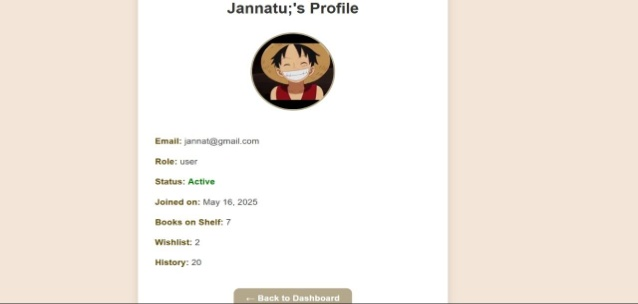 Jannatu;'s Profile
Email: jannat@gmail.com
Role: user
Status: Active
Joined on: May 16, 2025
Books on Shelf: 7
Wishlist: 2
History: 20
← Back to Dashboard